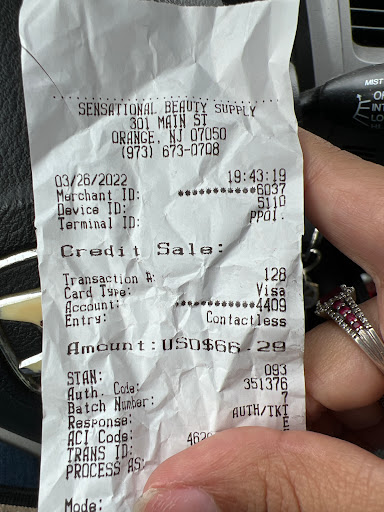 SENSATIONAL BEAUTY SUPPLY
301 MAIN ST
ORANGE, NJ 07050
(973) 673-0708
03/26/2022 19:43:19
Merchant ID: ********6037
Device ID: 5110
Terminal ID: PP01.
Credit Sale:
Transaction #: 128
Card Type: Visa
Account: ************4409
Entry: Contactless
Amount: USD$66.29
STAN: 093
Auth. Code: 351376
Batch Number: 7
Response: AUTH/TKT
ACI Code: E
TRANS ID:
PROCESS AS:
Mode:
MIST